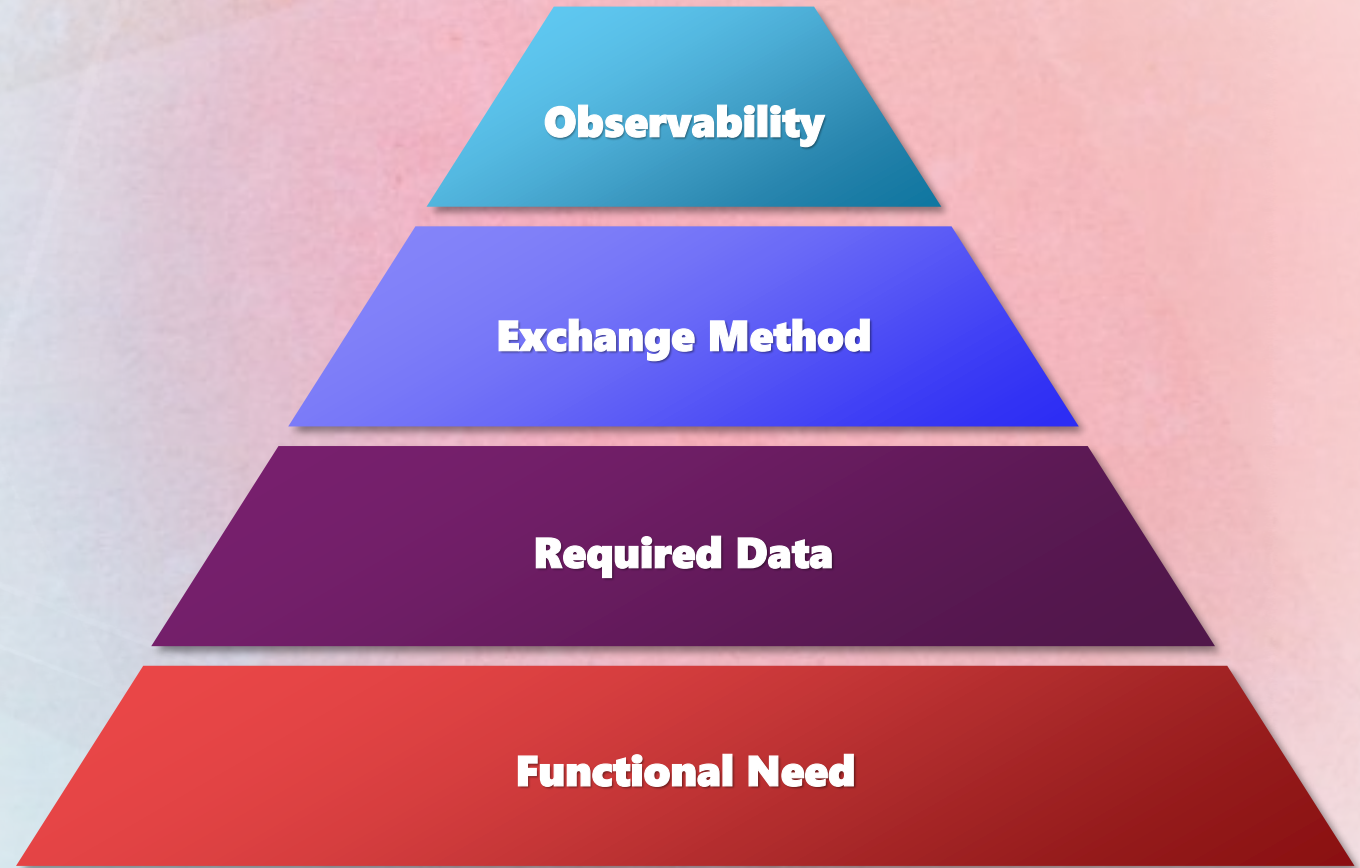 Observability
Exchange Method
Required Data
Functional Need